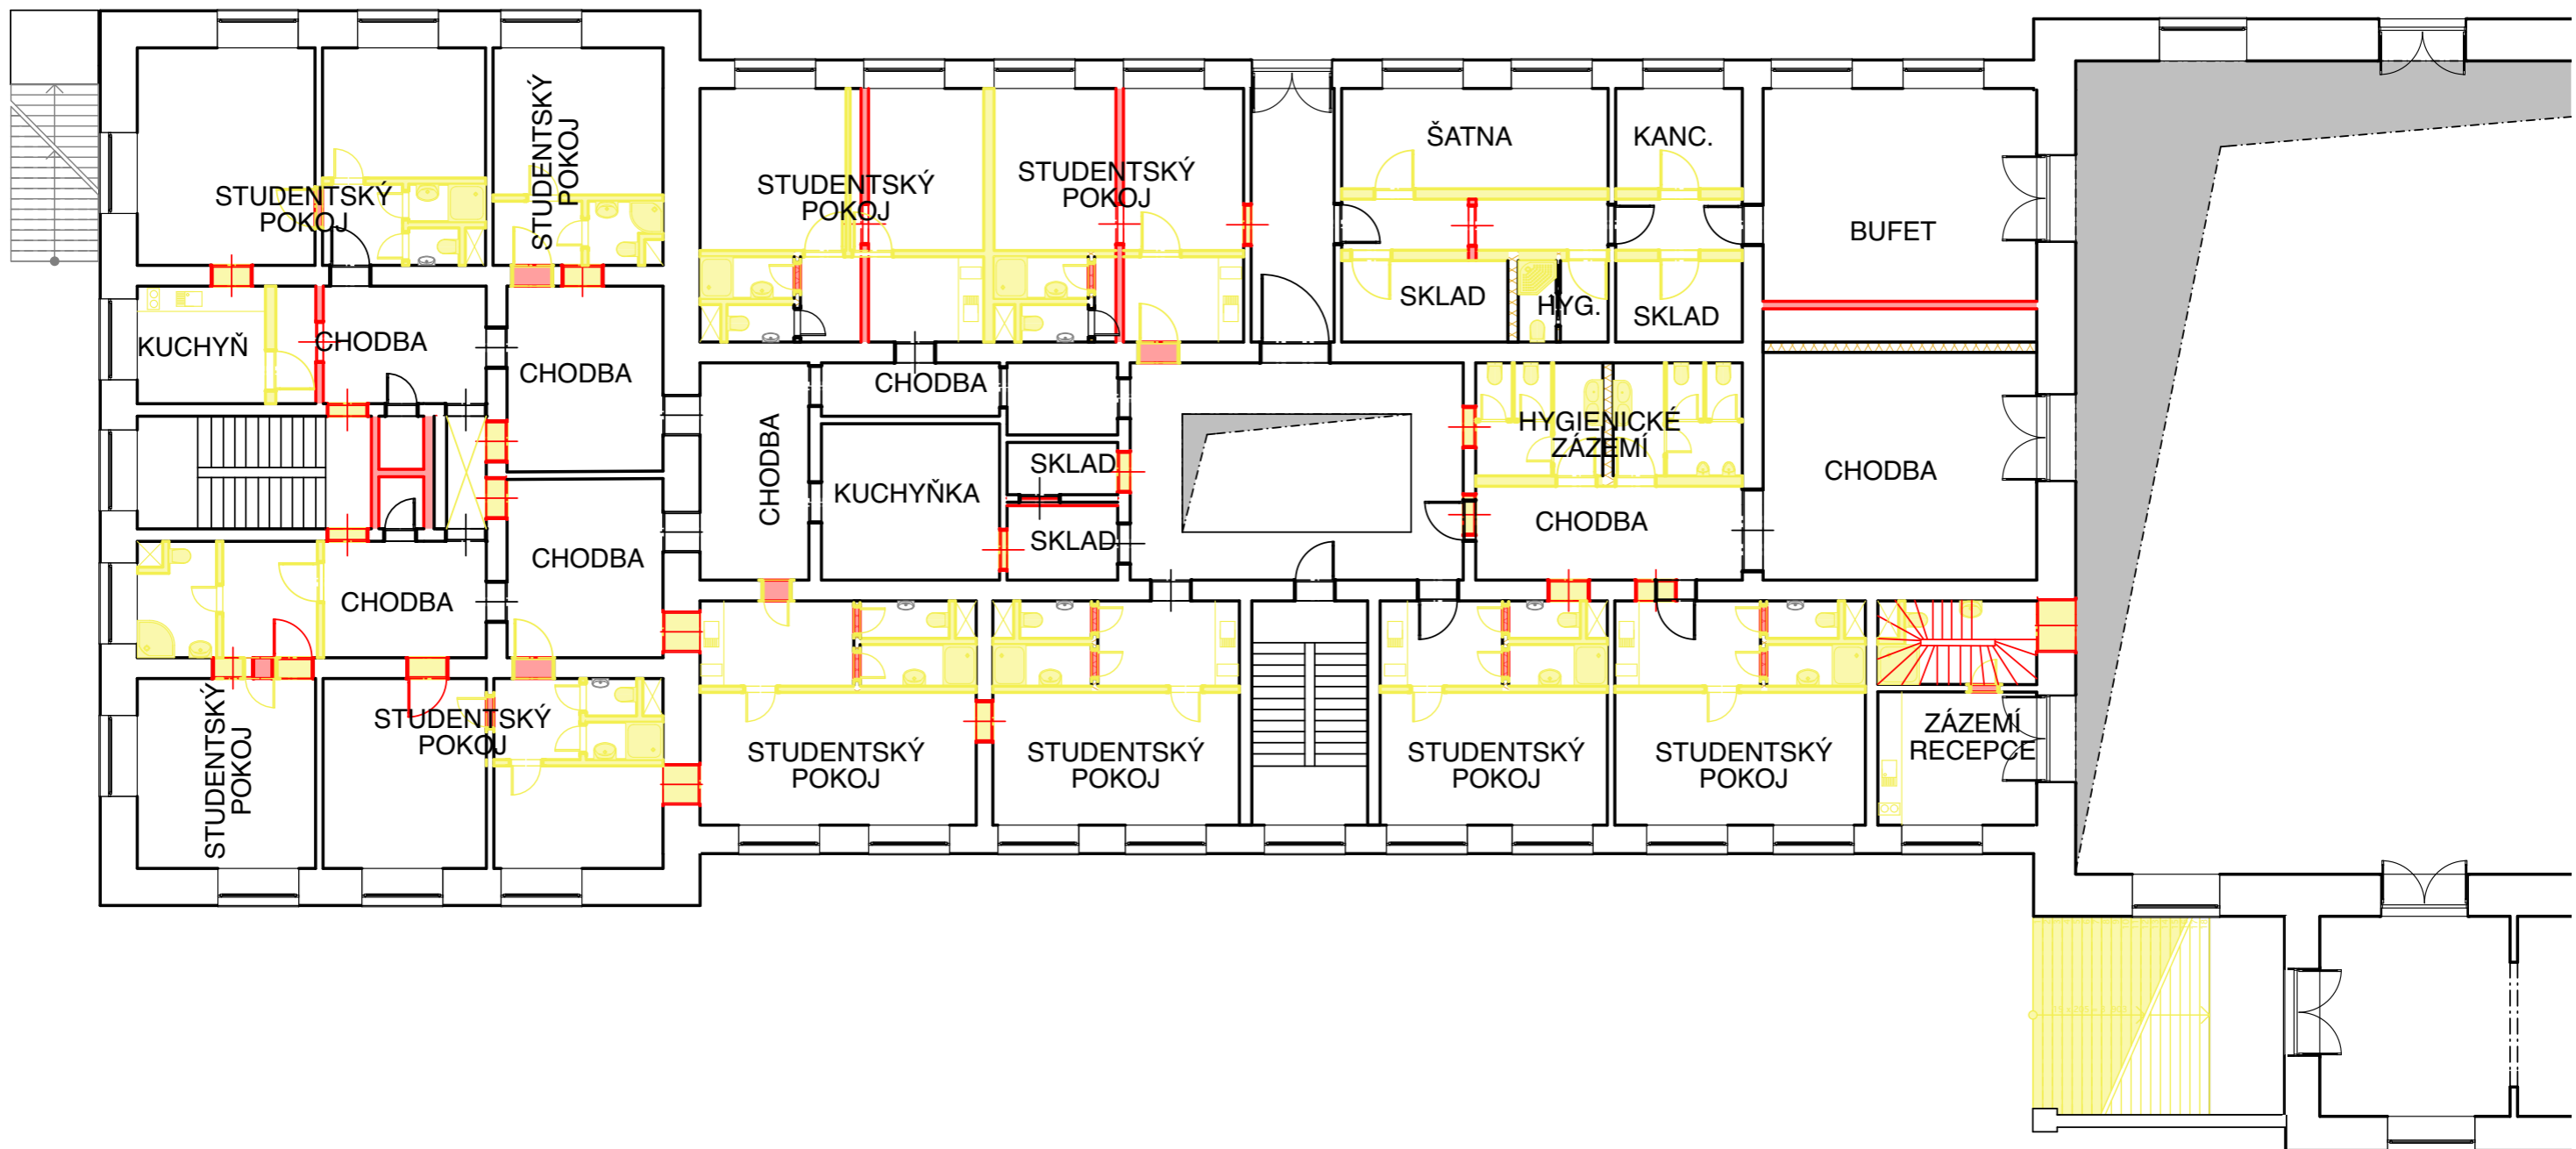 STUDENTSKÝ
POKOJ
STUDENTSKÝ
POKOJ
STUDENTSKÝ
POKOJ
STUDENTSKÝ
POKOJ
ŠATNA
KANC.
BUFET
SKLAD
HYG.
SKLAD
KUCHYŇ
CHODBA
CHODBA
CHODBA
CHODBA
KUCHYŇKA
SKLAD
SKLAD
HYGIENICKÉ
ZÁZEMÍ
CHODBA
CHODBA
CHODBA
CHODBA
STUDENTSKÝ
POKOJ
STUDENTSKÝ
POKOJ
STUDENTSKÝ
POKOJ
STUDENTSKÝ
POKOJ
STUDENTSKÝ
POKOJ
STUDENTSKÝ
POKOJ
ZÁZEMÍ
RECEPCE